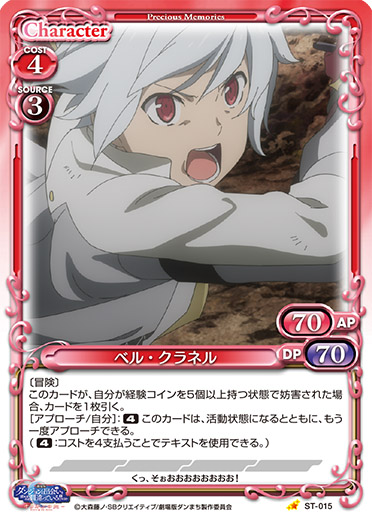 Precious Memories
Character
COST
4
SOURCE
3
70 AP
DP 70
ベル・クラネル
〔冒険〕
このカードが、自分が経験コインを5個以上持つ状態で妨害された場
合、カードを1枚引く。
[アプローチ/自分]：4 このカードは、活動状態になるとともに、もう
一度アプローチできる。
（4：コストを4支払うことでテキストを使用できる。）
くっ、そぉおおおおおおおお！
©大森藤ノ・SBクリエイティブ/劇場版ダンまち製作委員会
ST-015